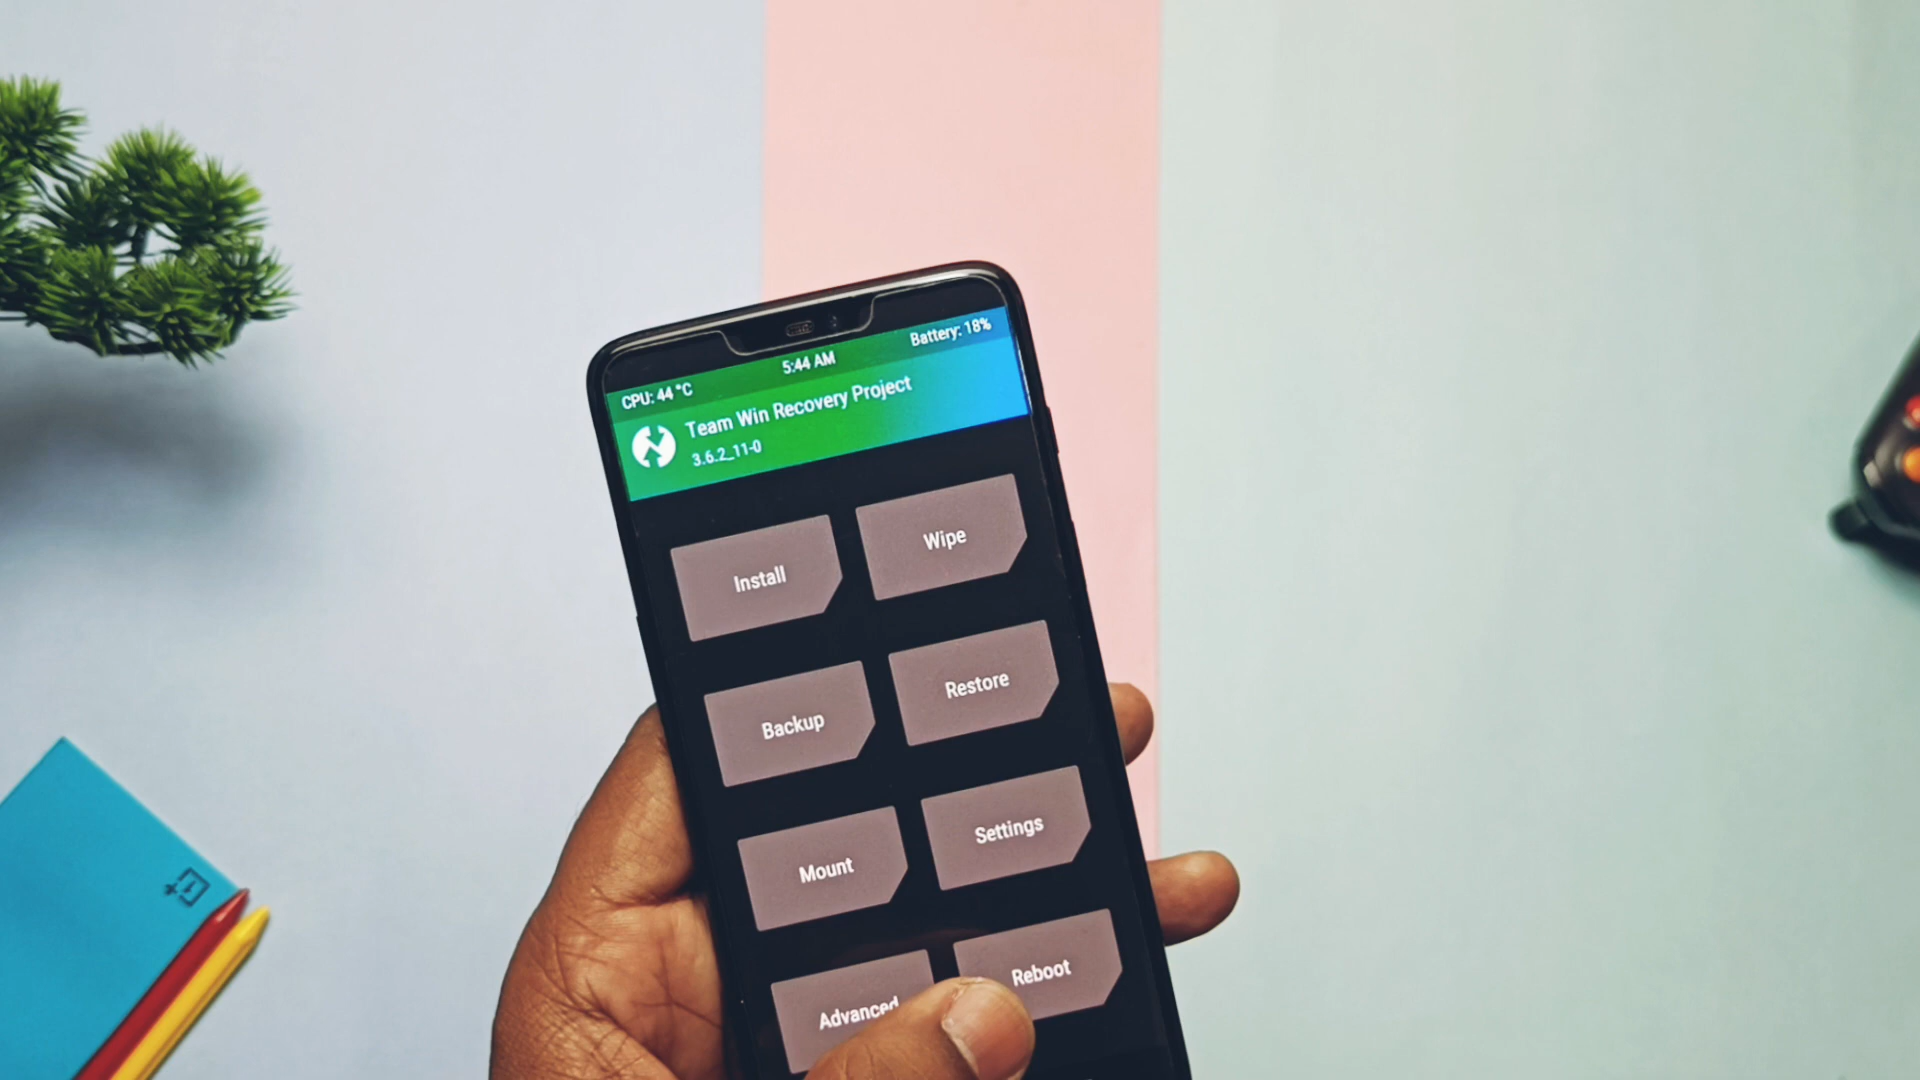 CPU: 44 °C 5:44 AM Battery: 18%
Team Win Recovery Project
3.6.2_11-0
Install
Wipe
Backup
Restore
Mount
Settings
Advanced
Reboot